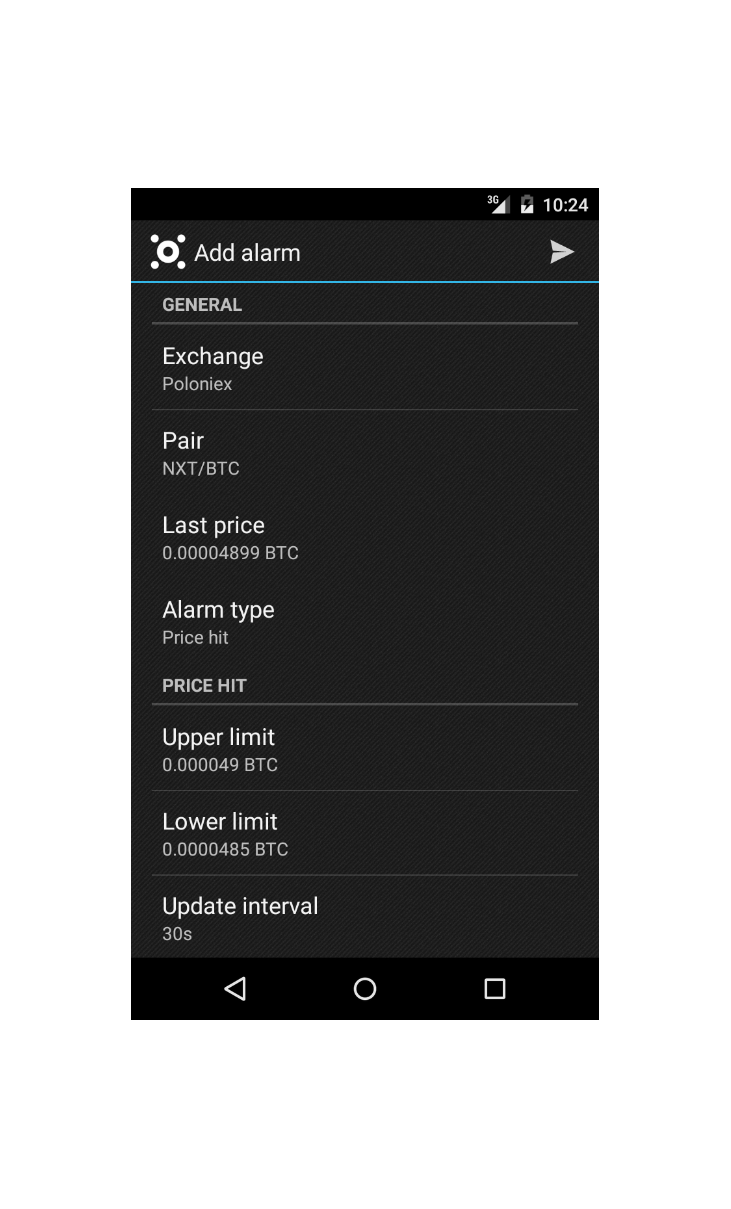 3G 10:24
Add alarm
GENERAL
Exchange
Poloniex
Pair
NXT/BTC
Last price
0.00004899 BTC
Alarm type
Price hit
PRICE HIT
Upper limit
0.000049 BTC
Lower limit
0.0000485 BTC
Update interval
30s